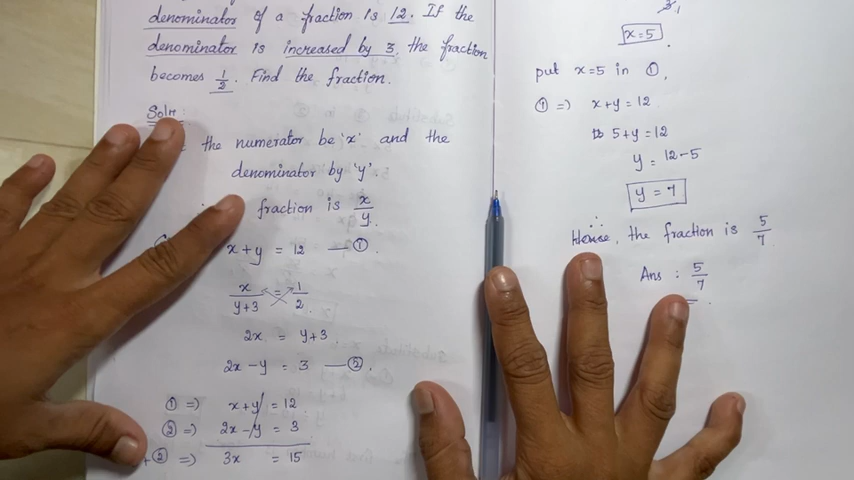 denominator of a fraction is 12. If the
denominator is increased by 3, the fraction
becomes 1/2. Find the fraction.
Soln:
the numerator be 'x' and the
denominator by 'y'.
fraction is x/y.
x+y = 12 —①.
x/(y+3) = 1/2
2x = y+3
2x-y = 3 —②.
①=) x+y = 12
②=) 2x-y = 3
+② =) 3x = 15
x=5
put x=5 in ①,
①=) x+y=12
5+y=12
y = 12-5
y = 7
∴
Hence, the fraction is 5/7
Ans : 5/7